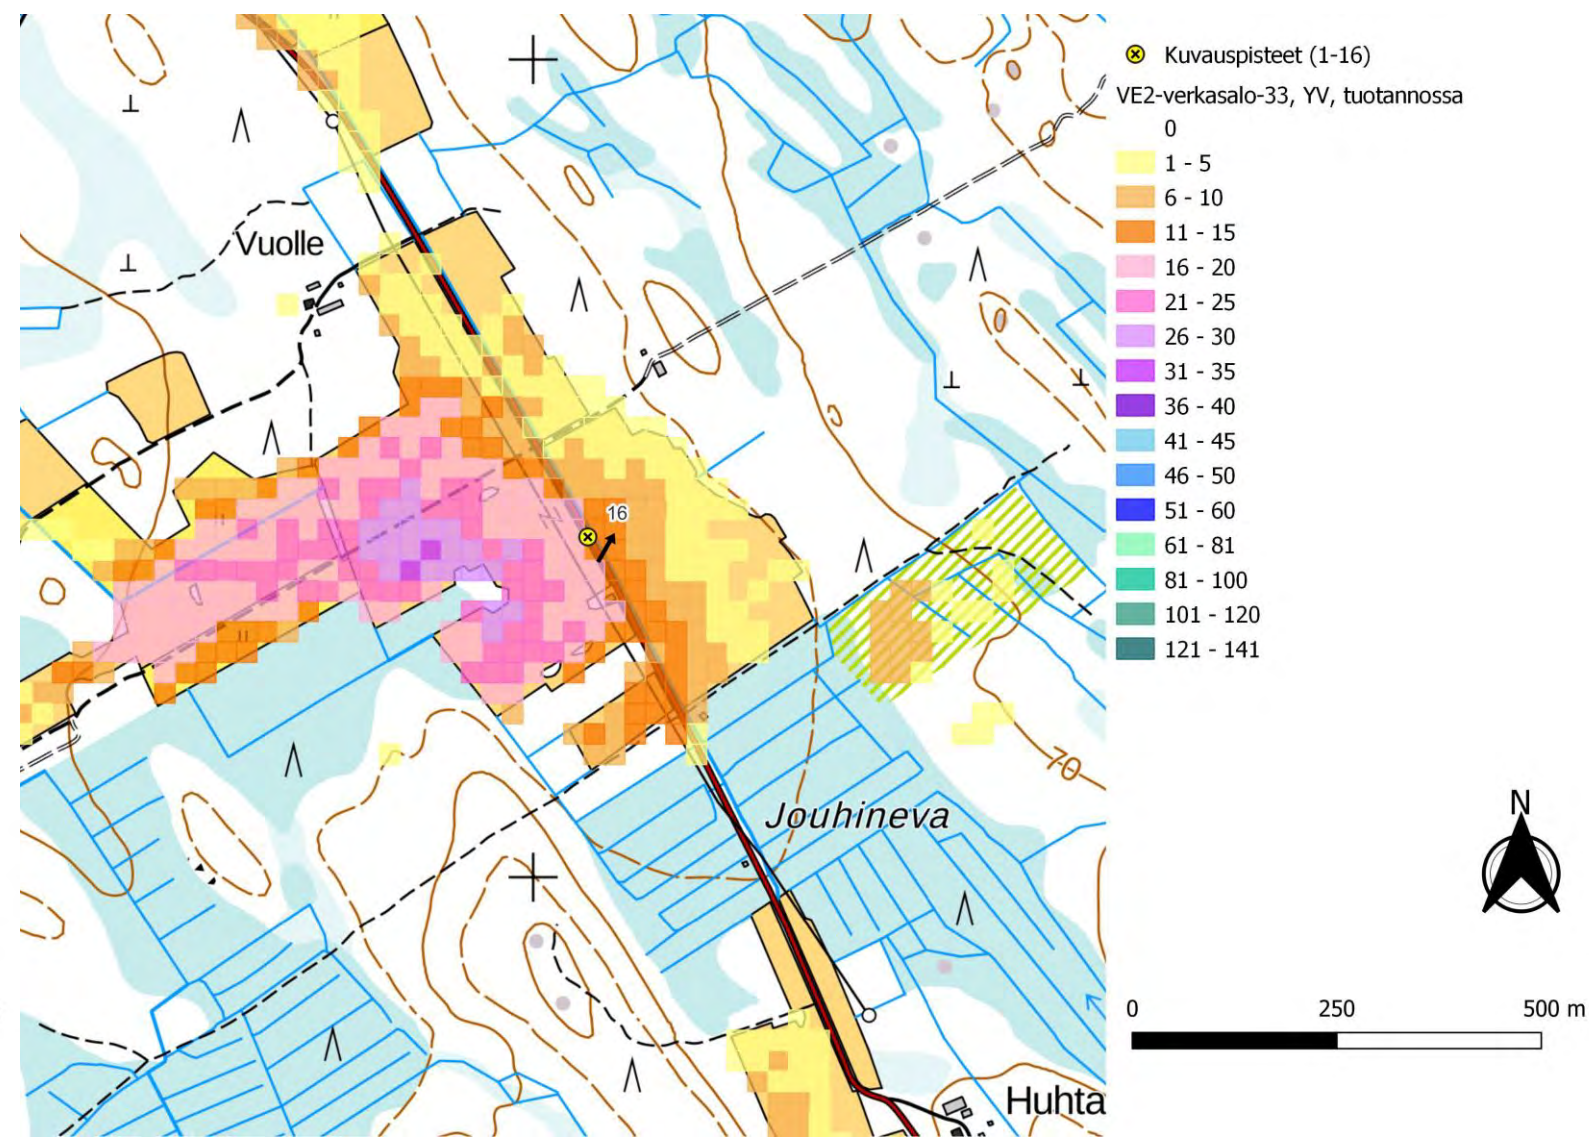 Kuvauspisteet (1-16)
VE2-verkasalo-33, YV, tuotannossa
0
1 - 5
6 - 10
11 - 15
16 - 20
21 - 25
26 - 30
31 - 35
36 - 40
41 - 45
46 - 50
51 - 60
61 - 81
81 - 100
101 - 120
121 - 141
Vuolle
16
70
Jouhineva
Huhta
N
0 250 500 m